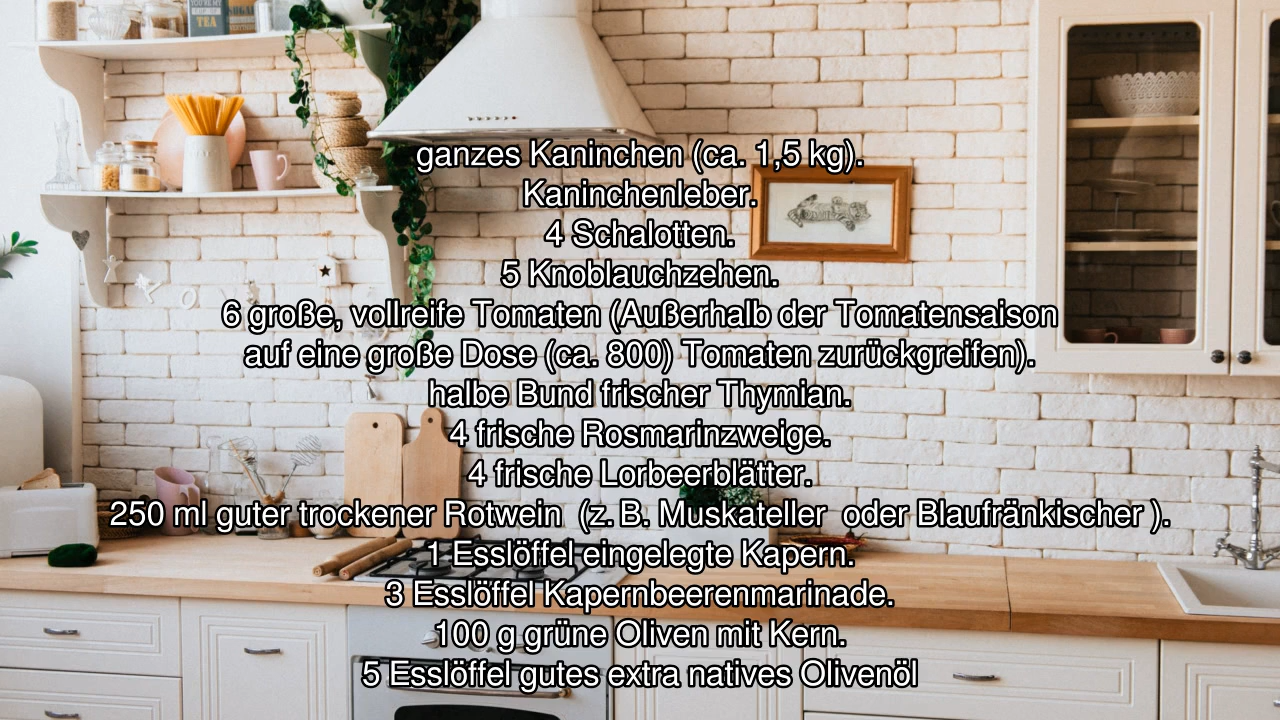 ganzes Kaninchen (ca. 1,5 kg).
Kaninchenleber.
4 Schalotten.
5 Knoblauchzehen.
6 große, vollreife Tomaten (Außerhalb der Tomatensaison
auf eine große Dose (ca. 800) Tomaten zurückgreifen).
halbe Bund frischer Thymian.
4 frische Rosmarinzweige.
4 frische Lorbeerblätter.
250 ml guter trockener Rotwein (z. B. Muskateller oder Blaufränkischer ).
1 Esslöffel eingelegte Kapern.
3 Esslöffel Kapernbeerenmarinade.
100 g grüne Oliven mit Kern.
5 Esslöffel gutes extra natives Olivenöl